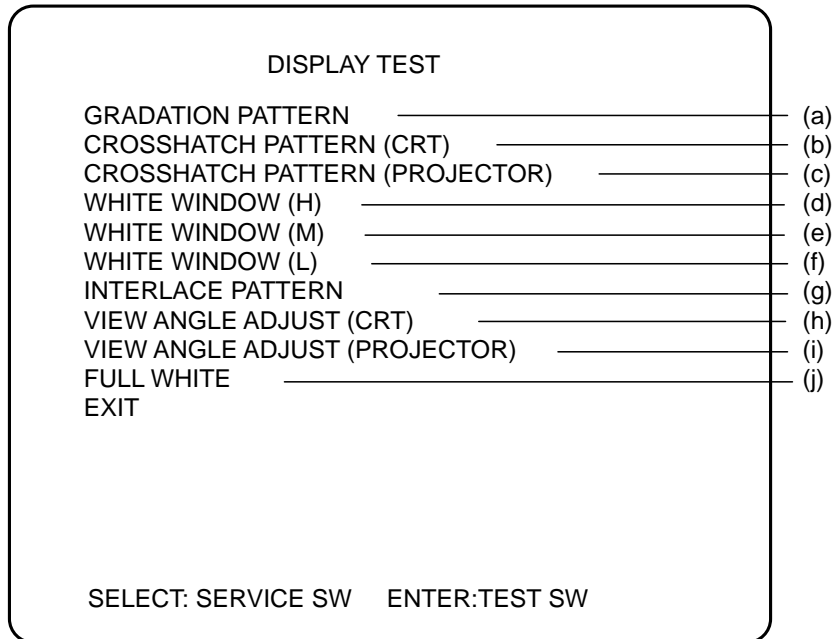 DISPLAY TEST
GRADATION PATTERN (a)
CROSSHATCH PATTERN (CRT) (b)
CROSSHATCH PATTERN (PROJECTOR) (c)
WHITE WINDOW (H) (d)
WHITE WINDOW (M) (e)
WHITE WINDOW (L) (f)
INTERLACE PATTERN (g)
VIEW ANGLE ADJUST (CRT) (h)
VIEW ANGLE ADJUST (PROJECTOR) (i)
FULL WHITE (j)
EXIT
SELECT: SERVICE SW ENTER:TEST SW